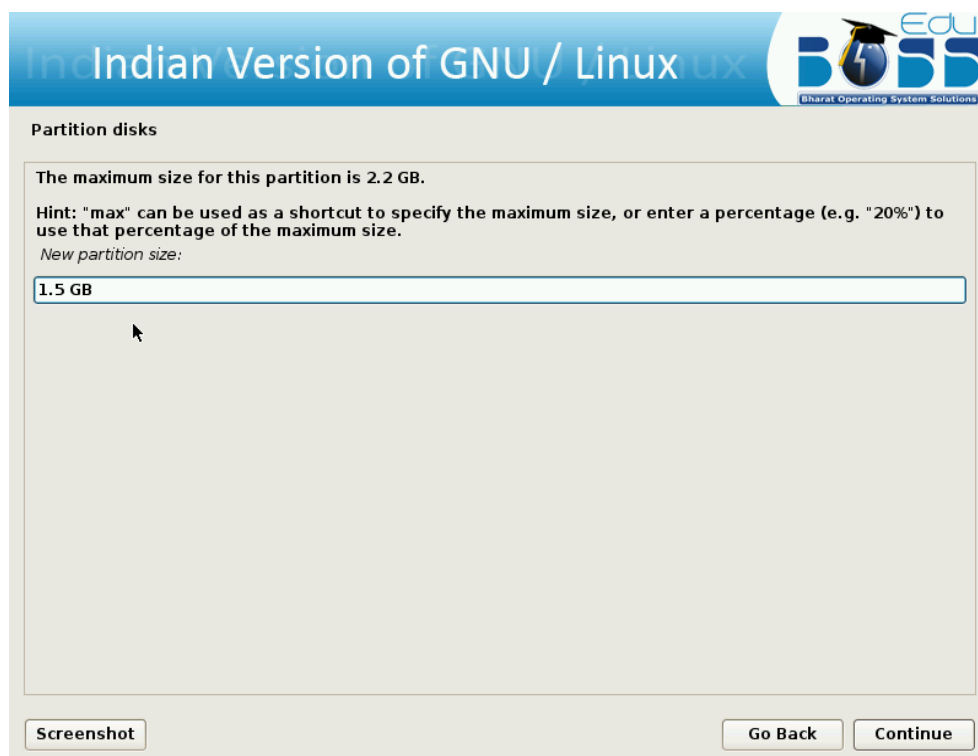 Indian Version of GNU / Linux
Edu
BOSS
Bharat Operating System Solutions
Partition disks
The maximum size for this partition is 2.2 GB.
Hint: "max" can be used as a shortcut to specify the maximum size, or enter a percentage (e.g. "20%") to
use that percentage of the maximum size.
New partition size:
1.5 GB
Screenshot
Go Back
Continue